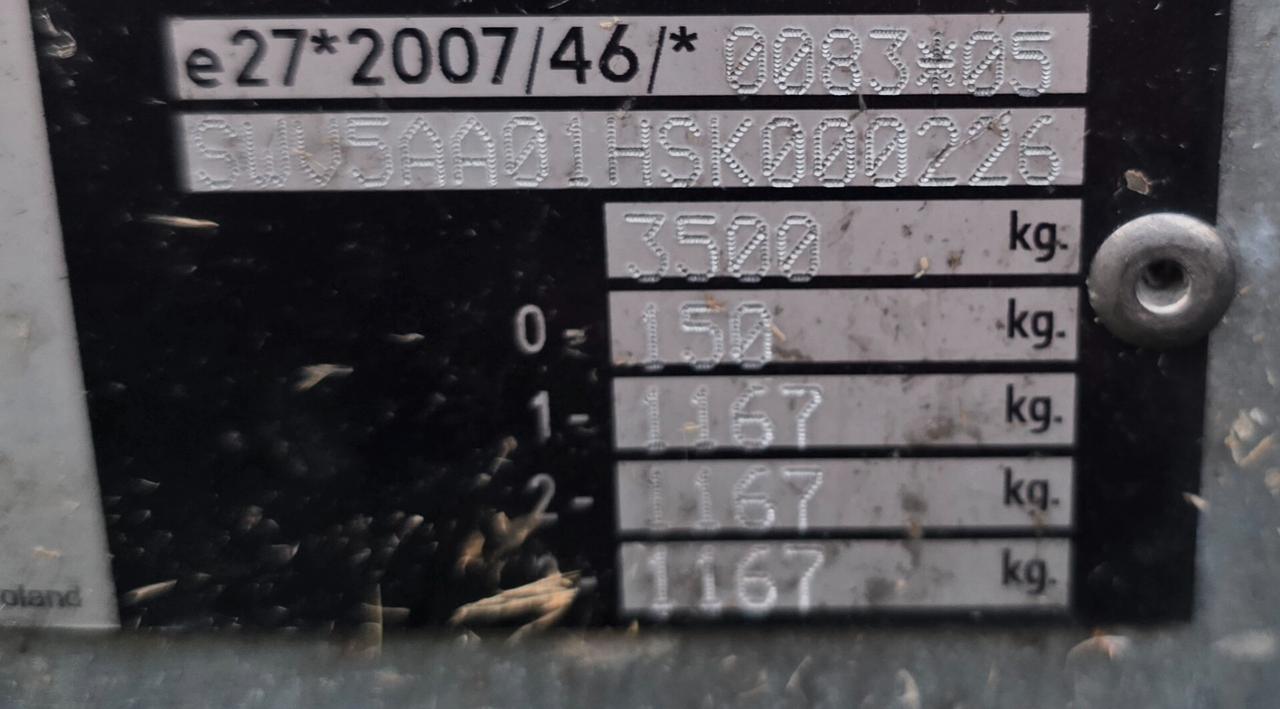 e27*2007/46/* 0083*05
SWV5AA01HSK000226
3500 kg.
0- 150 kg.
1- 1167 kg.
2- 1167 kg.
1167 kg.
oland